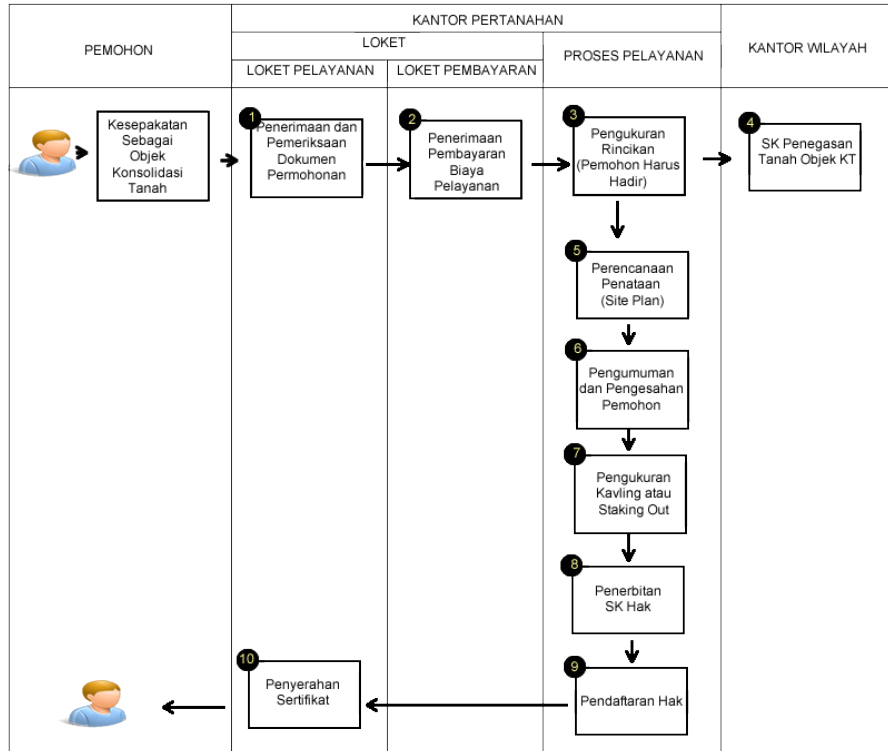 KANTOR PERTANAHAN
PEMOHON
LOKET
PROSES PELAYANAN
KANTOR WILAYAH
LOKET PELAYANAN
LOKET PEMBAYARAN
Kesepakatan
Sebagai
Objek
Konsolidasi
Tanah
1
Penerimaan dan
Pemeriksaan
Dokumen
Permohonan
2
Penerimaan
Pembayaran
Biaya
Pelayanan
3
Pengukuran
Rincikan
(Pemohon Harus
Hadir)
4
SK Penegasan
Tanah Objek KT
5
Perencanaan
Penataan
(Site Plan)
6
Pengumuman
dan Pengesahan
Pemohon
7
Pengukuran
Kavling atau
Staking Out
8
Penerbitan
SK Hak
9
Pendaftaran Hak
10
Penyerahan
Sertifikat